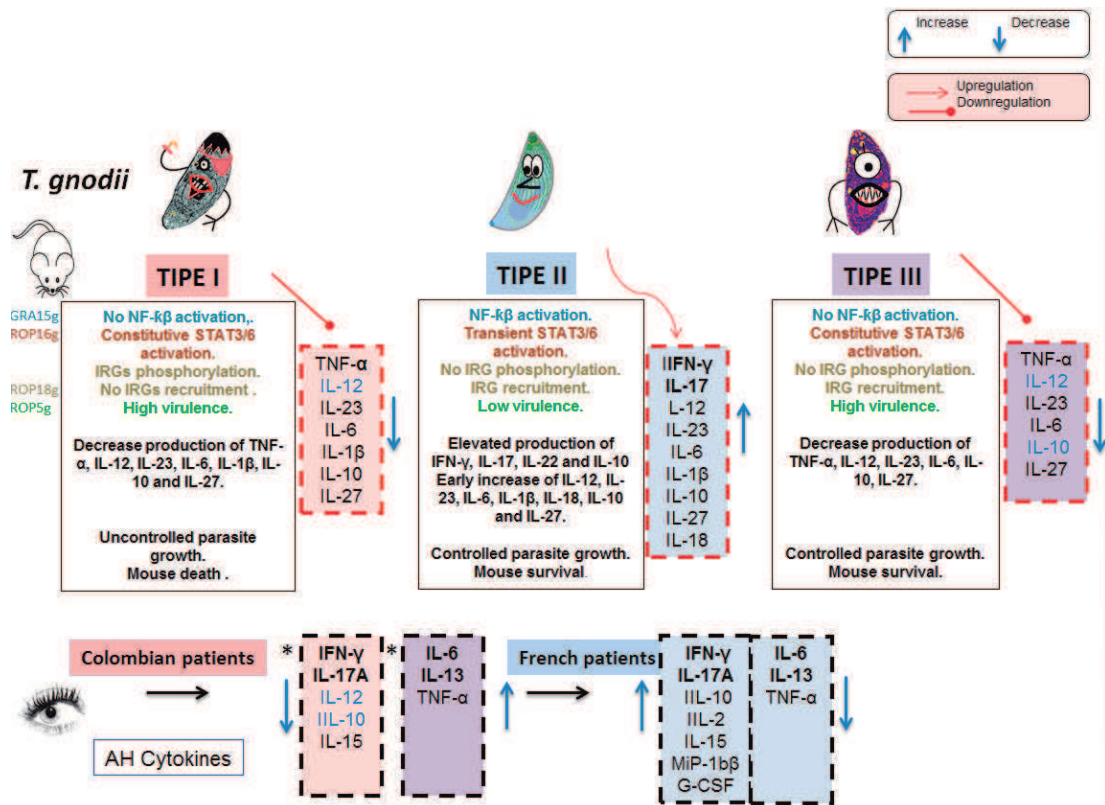 Increase Decrease
Upregulation
Downregulation
T. gnodii
TIPE I
TIPE II
TIPE III
GRA15g
ROP16g
ROP18g
ROP5g
No NF-ƙβ activation,.
Constitutive STAT3/6
activation.
IRGs phosphorylation.
No IRGs recruitment .
High virulence.
Decrease production of TNF-
α, IL-12, IL-23, IL-6, IL-1β, IL-
10 and IL-27.
Uncontrolled parasite
growth.
Mouse death .
TNF-α
IL-12
IL-23
IL-6
IL-1β
IL-10
IL-27
NF-ƙβ activation.
Transient STAT3/6
activation.
No IRG phosphorylation.
IRG recruitment.
Low virulence.
Elevated production of
IFN-γ, IL-17, IL-22 and IL-10
Early increase of IL-12, IL-
23, IL-6, IL-1β, IL-18, IL-10
and IL-27.
Controlled parasite growth.
Mouse survival.
IIFN-γ
IL-17
L-12
IL-23
IL-6
IL-1β
IL-10
IL-27
IL-18
No NF-ƙβ activation.
Constitutive STAT3/6
activation.
No IRG phosphorylation.
IRG recruitment.
High virulence.
Decrease production of
TNF-α, IL-12, IL-23, IL-6, IL-
10, IL-27.
Controlled parasite growth.
Mouse survival.
TNF-α
IL-12
IL-23
IL-6
IL-10
IL-27
Colombian patients
AH Cytokines
*
IFN-γ
IL-17A
IL-12
IIL-10
IL-15
*
IL-6
IL-13
TNF-α
French patients
IFN-γ
IL-17A
IIL-10
IIL-2
IL-15
MiP-1bβ
G-CSF
IL-6
IL-13
TNF-α